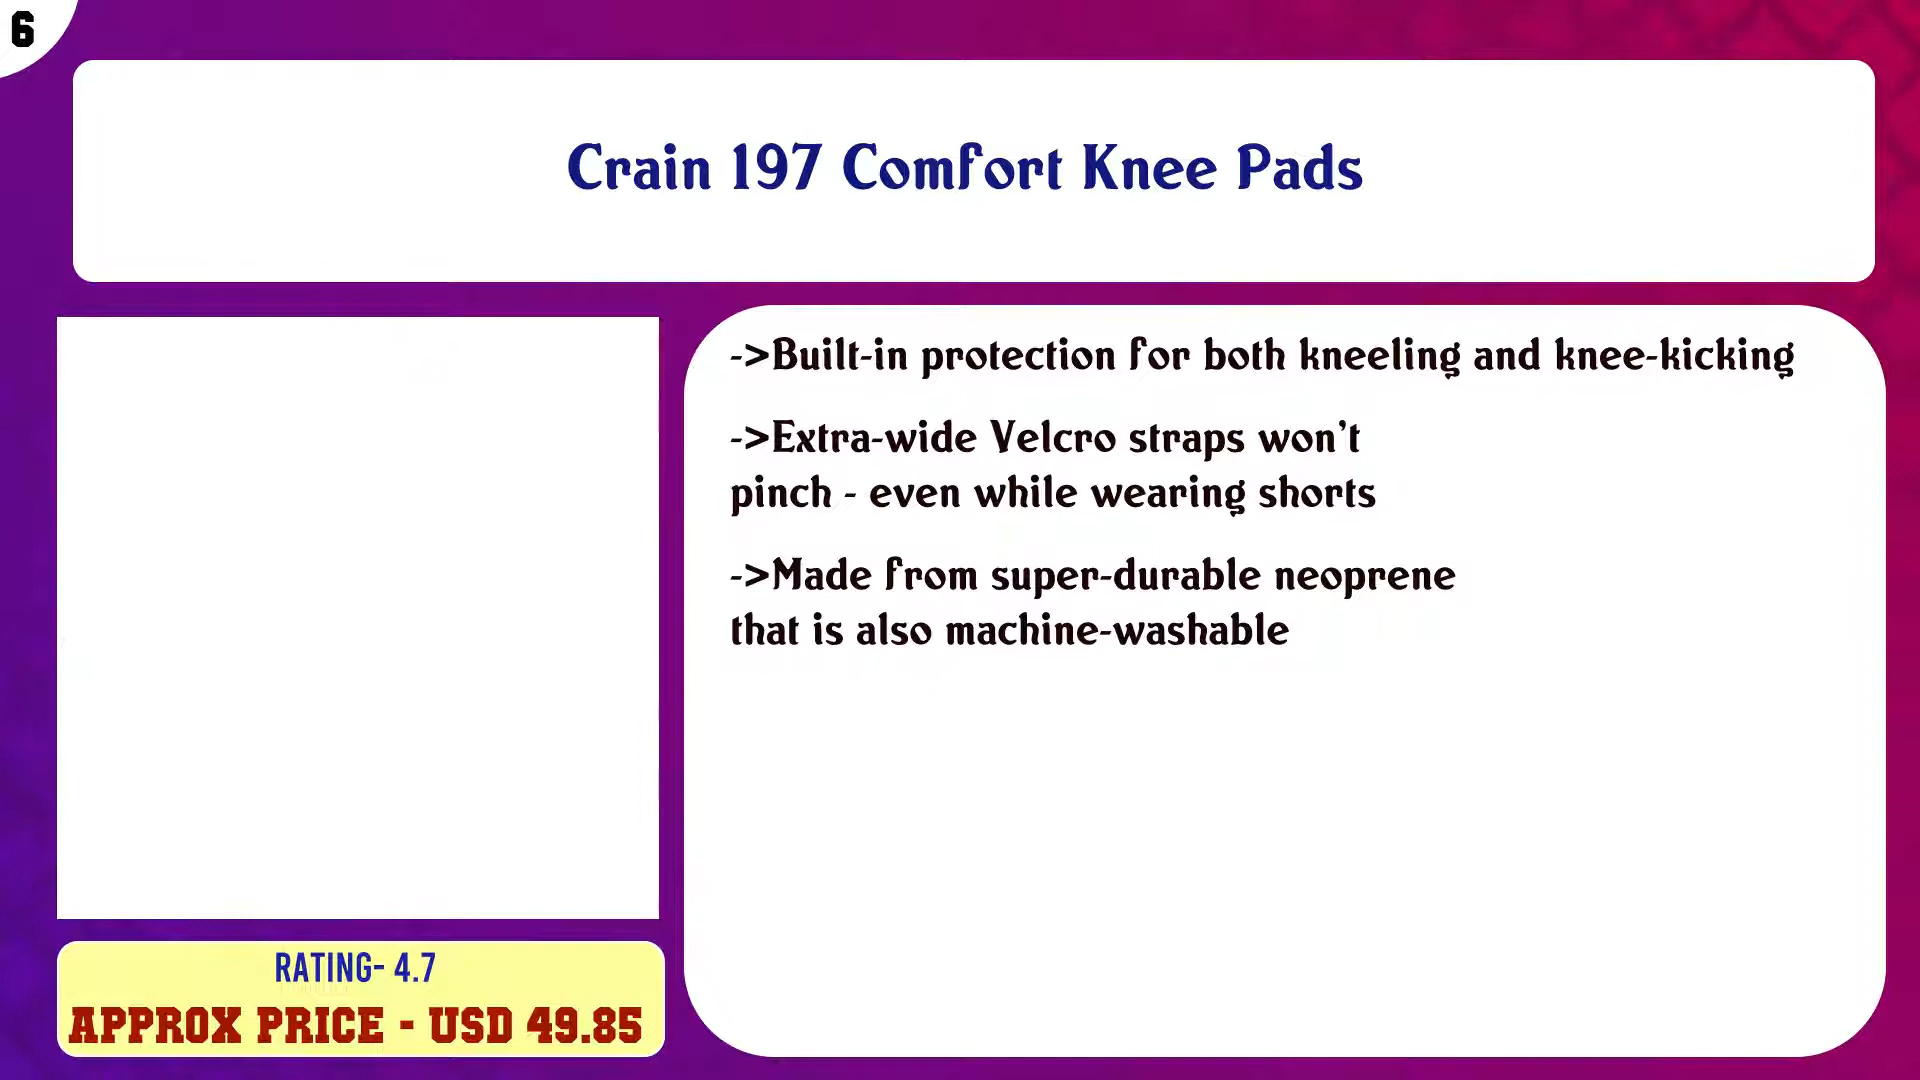 6
Crain 197 Comfort Knee Pads
->Built-in protection for both kneeling and knee-kicking
->Extra-wide Velcro straps won't
pinch - even while wearing shorts
->Made from super-durable neoprene
that is also machine-washable
RATING- 4.7
APPROX PRICE - USD 49.85